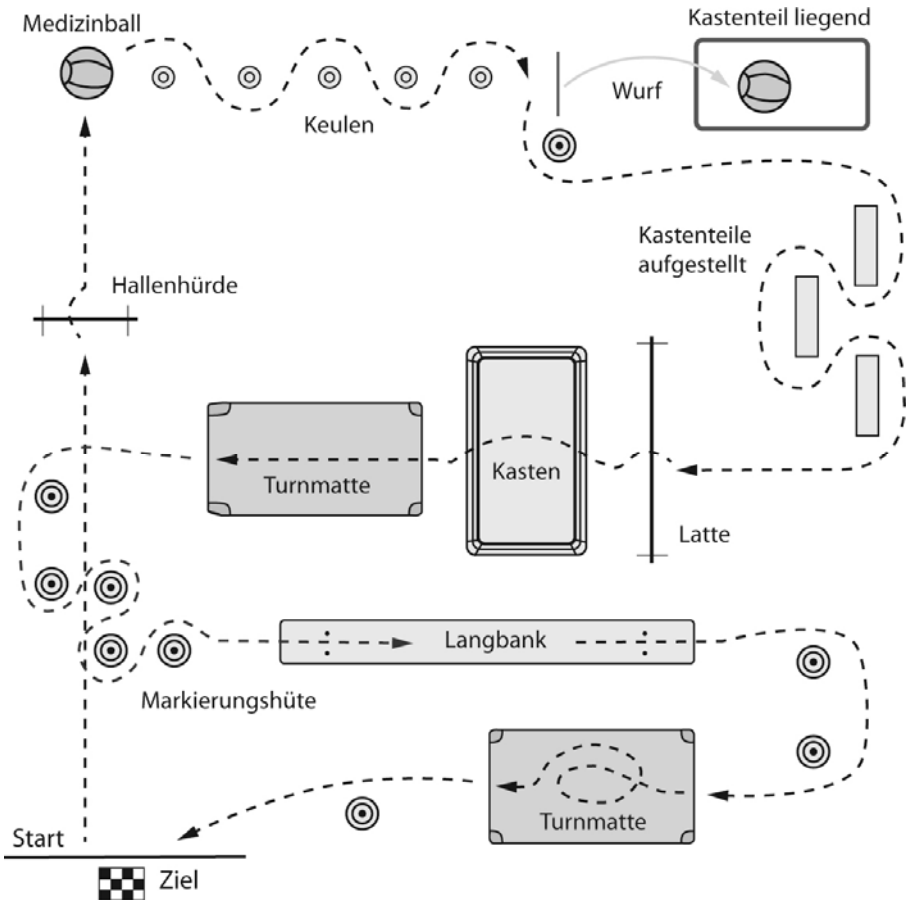 Medizinball
Kastenteil liegend
Wurf
Keulen
Kastenteile
aufgestellt
Hallenhürde
Turnmatte
Kasten
Latte
Langbank
Markierungshüte
Turnmatte
Start
Ziel